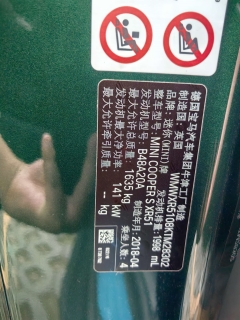 德国宝马汽车集团牛津工厂制造
制造国：英国
WMWXR5108KTM28302
品牌：迷你(MINI)牌
发动机排量：1998 mL
车型：MINI COOPER S XR51
制造年月：2018-04
发动机型号：B48A20A
乘坐人数：4
发动机最大净功率：141 kW
最大允许总质量：1635 kg
最大允许牵引质量：-- kg